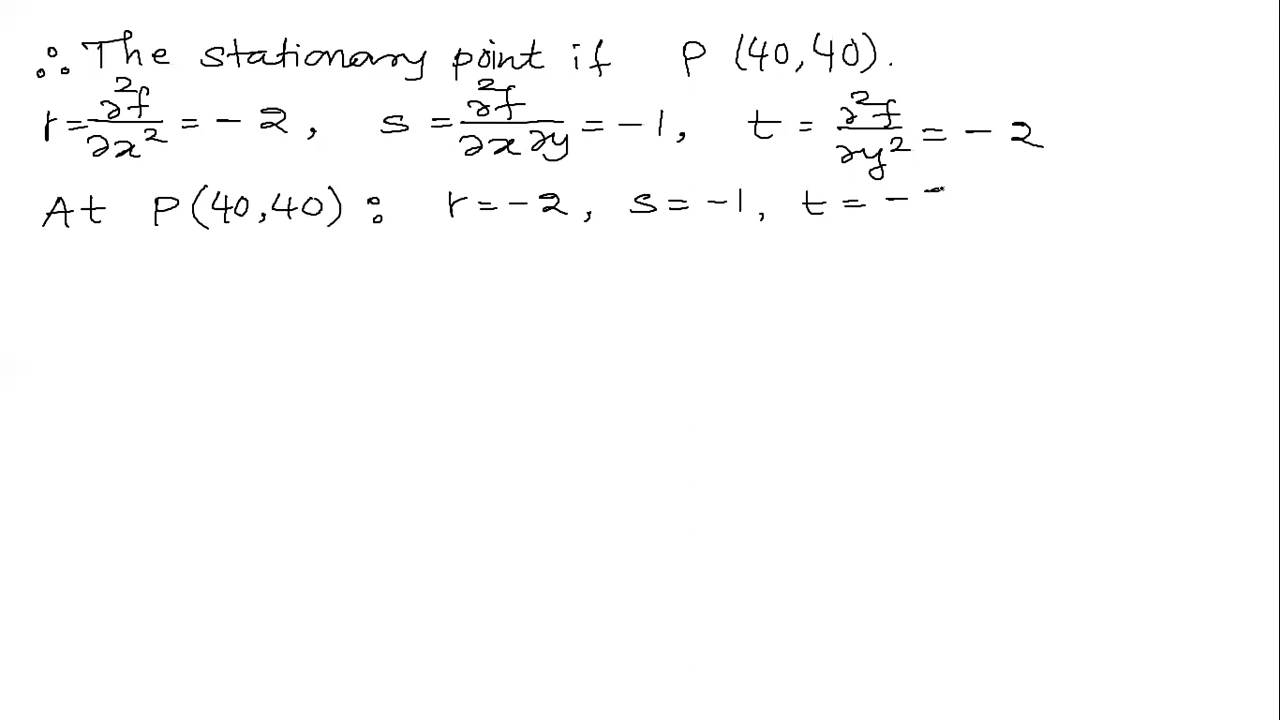 ∴ The stationary point if P (40,40).
r = ∂²f/∂x² = - 2 , s = ∂²f/∂x ∂y = -1, t = ∂²f/∂y² = - 2
At P(40,40) : r = -2 , s = -1, t = -